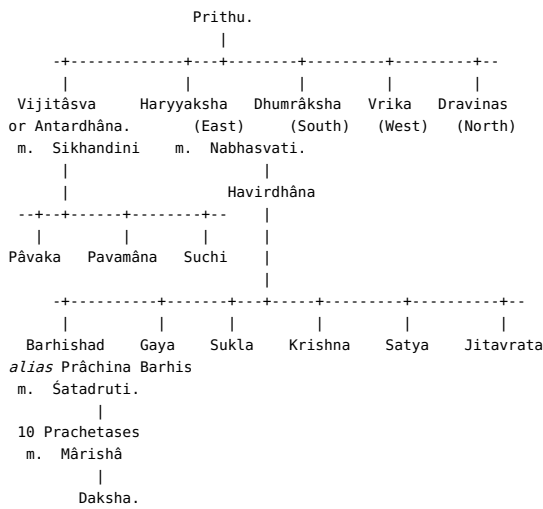 Prithu.
Vijitâsva Haryyaksha Dhumrâksha Vrika Dravinas
or Antardhâna. (East) (South) (West) (North)
m. Sikhandini m. Nabhasvati.
Havirdhâna
Pâvaka Pavamâna Suchi
Barhishad Gaya Sukla Krishna Satya Jitavrata
alias Prâchina Barhis
m. Śatadruti.
10 Prachetases
m. Mârishâ
Daksha.